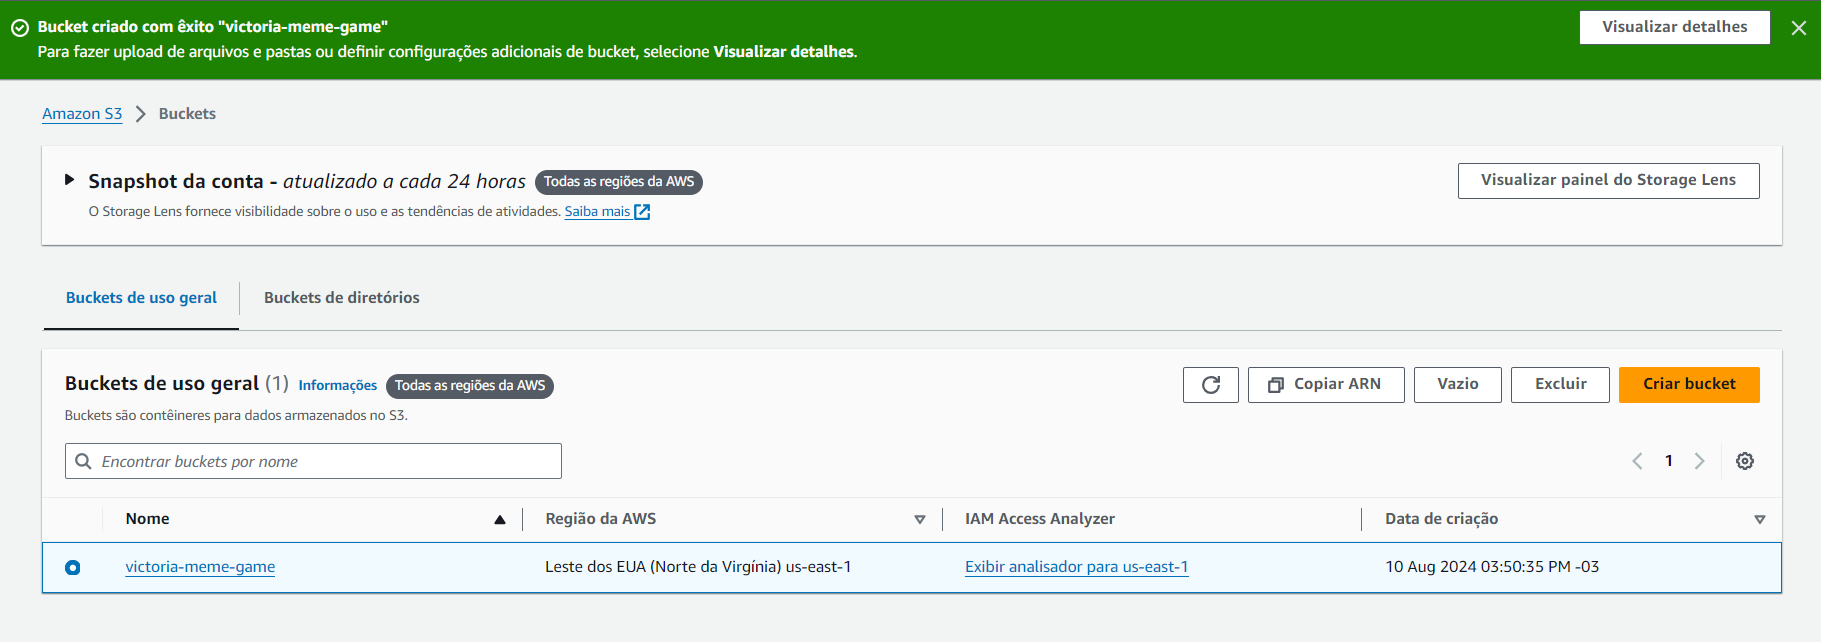 Bucket criado com êxito "victoria-meme-game"
Para fazer upload de arquivos e pastas ou definir configurações adicionais de bucket, selecione Visualizar detalhes.
Visualizar detalhes
Amazon S3 Buckets
Snapshot da conta - atualizado a cada 24 horas Todas as regiões da AWS
O Storage Lens fornece visibilidade sobre o uso e as tendências de atividades. Saiba mais
Visualizar painel do Storage Lens
Buckets de uso geral Buckets de diretórios
Buckets de uso geral (1) Informações Todas as regiões da AWS
Buckets são contêineres para dados armazenados no S3.
Copiar ARN Vazio Excluir Criar bucket
Encontrar buckets por nome
1
Nome Região da AWS IAM Access Analyzer Data de criação
victoria-meme-game Leste dos EUA (Norte da Virgínia) us-east-1 Exibir analisador para us-east-1 10 Aug 2024 03:50:35 PM -03